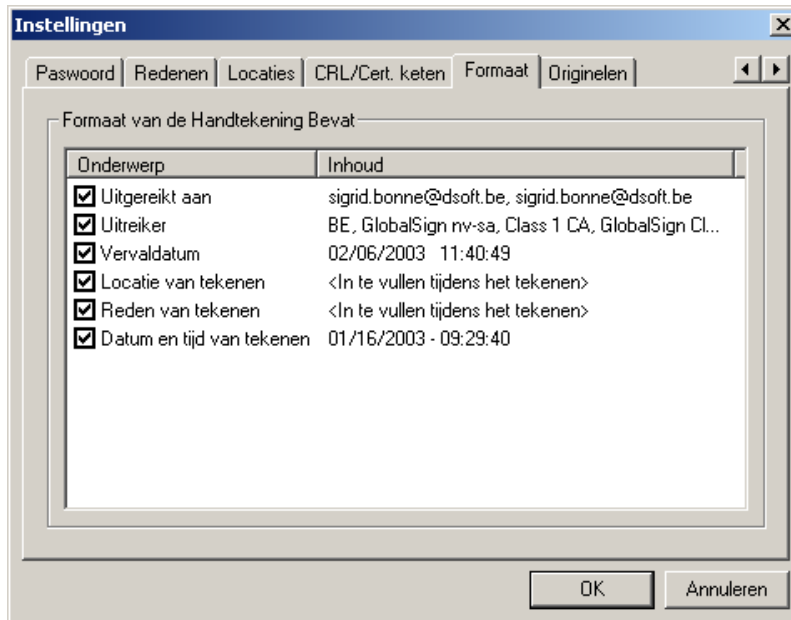 Instellingen
Paswoord Redenen Locaties CRL/Cert. keten Formaat Originelen
Formaat van de Handtekening Bevat
Onderwerp Inhoud
Uitgereikt aan sigrid.bonne@dsoft.be, sigrid.bonne@dsoft.be
Uitreiker BE, GlobalSign nv-sa, Class 1 CA, GlobalSign Cl...
Vervaldatum 02/06/2003 11:40:49
Locatie van tekenen <In te vullen tijdens het tekenen>
Reden van tekenen <In te vullen tijdens het tekenen>
Datum en tijd van tekenen 01/16/2003 - 09:29:40
OK Annuleren